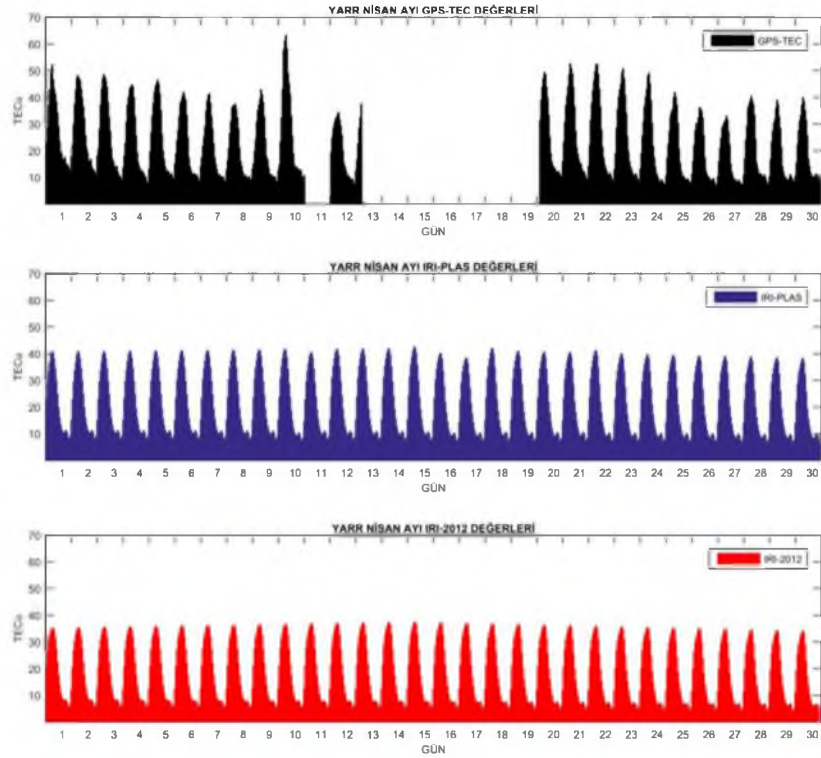 YARR NİSAN AYI GPS-TEC DEĞERLERİ
70
60
50
40
30
20
10
TECu
GPS-TEC
1 2 3 4 5 6 7 8 9 10 11 12 13 14 15 16 17 18 19 20 21 22 23 24 25 26 27 28 29 30
GÜN
YARR NİSAN AYI IRI-PLAS DEĞERLERİ
70
60
50
40
30
20
10
TECu
IRI-PLAS
1 2 3 4 5 6 7 8 9 10 11 12 13 14 15 16 17 18 19 20 21 22 23 24 25 26 27 28 29 30
GÜN
YARR NİSAN AYI IRI-2012 DEĞERLERİ
70
60
50
40
30
20
10
TECu
IRI-2012
1 2 3 4 5 6 7 8 9 10 11 12 13 14 15 16 17 18 19 20 21 22 23 24 25 26 27 28 29 30
GÜN